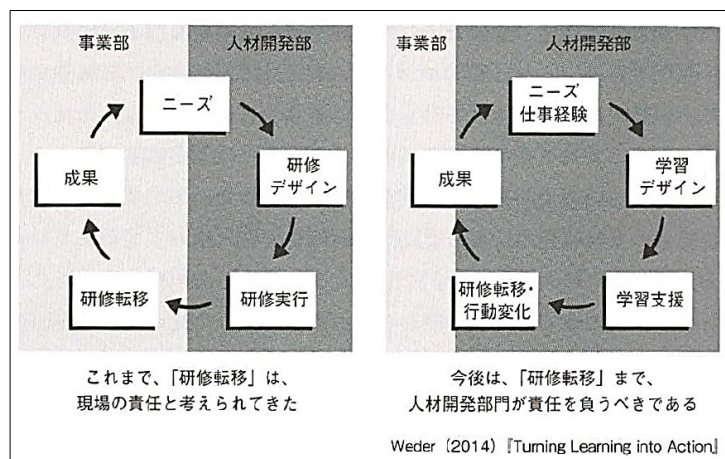 事業部
人材開発部
ニーズ
研修
デザイン
研修実行
研修転移
成果
これまで、「研修転移」は、
現場の責任と考えられてきた
事業部
人材開発部
ニーズ
仕事経験
学習
デザイン
学習支援
研修転移・
行動変化
成果
今後は、「研修転移」まで、
人材開発部門が責任を負うべきである
Weder（2014）『Turning Learning into Action』